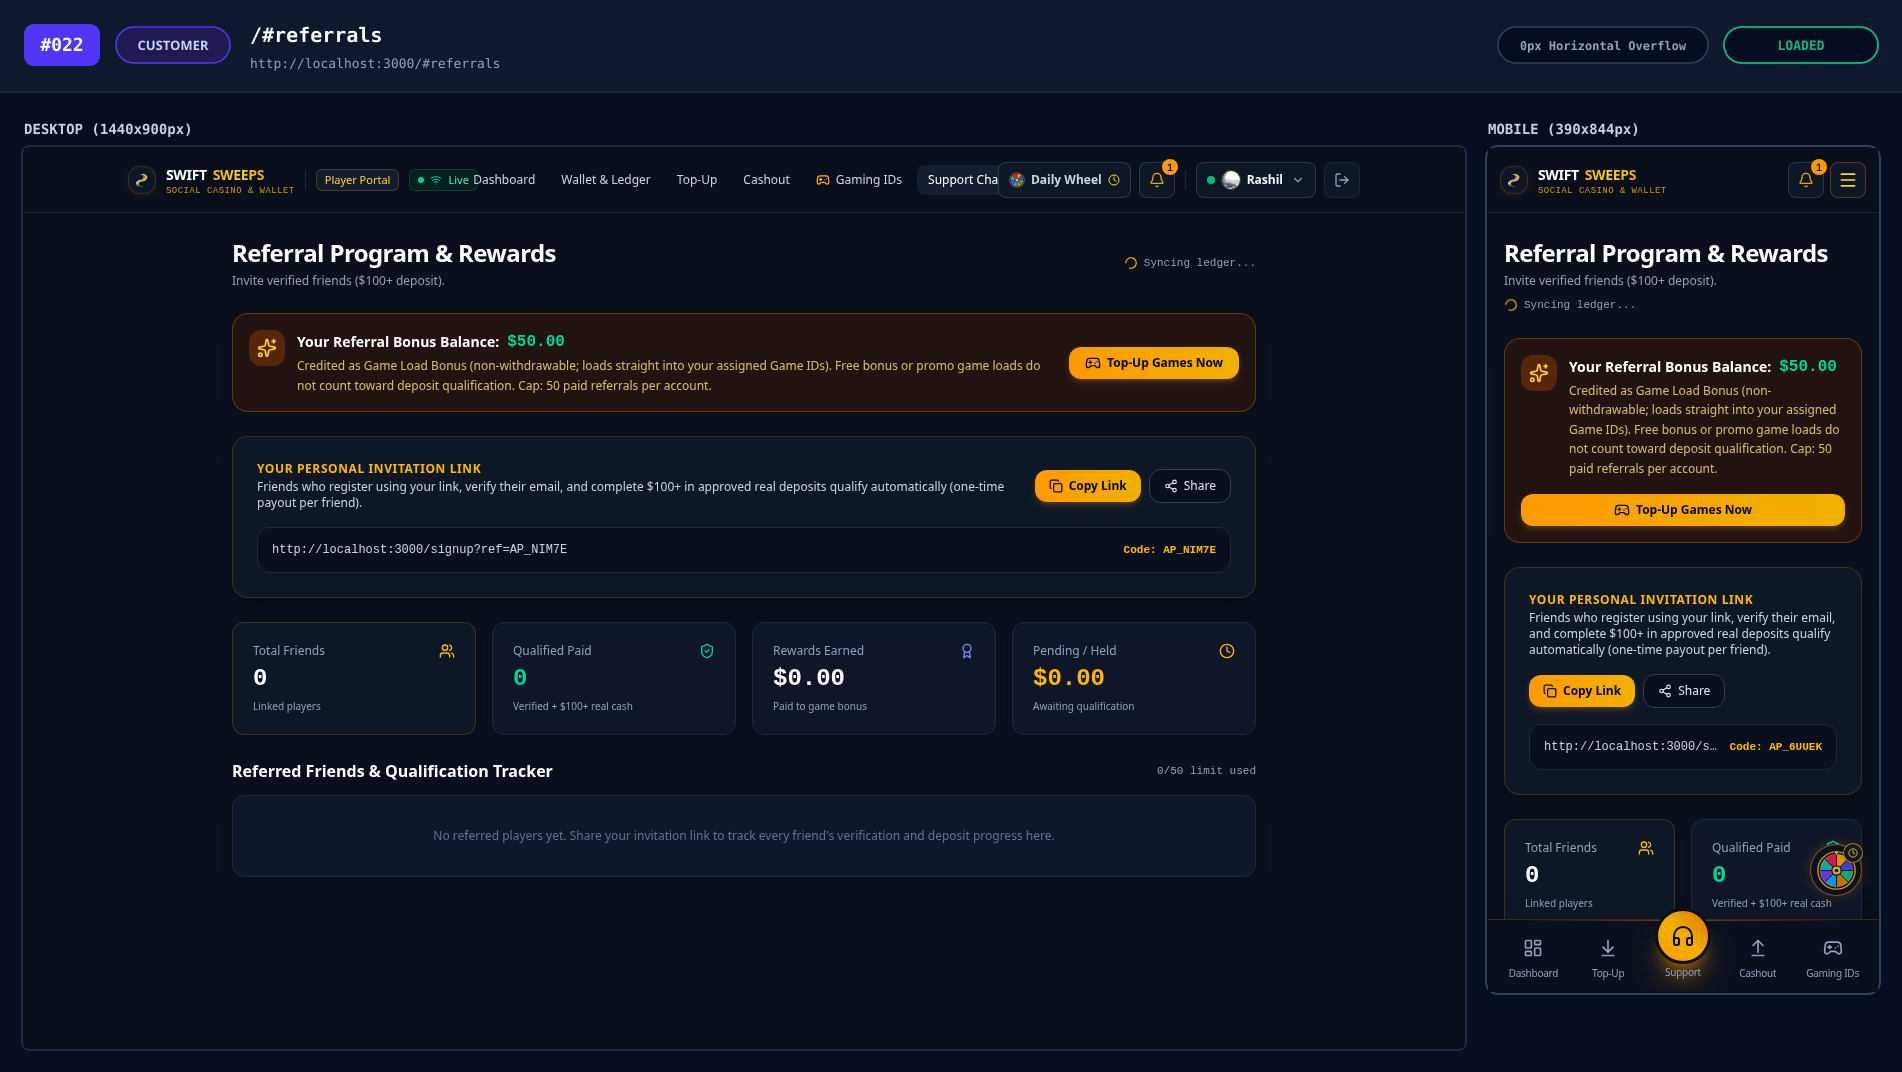 #022
CUSTOMER
/#referrals
http://localhost:3000/#referrals
0px Horizontal Overflow
LOADED
DESKTOP (1440x900px)
SWIFT SWEEPS
SOCIAL CASINO & WALLET
Player Portal
Live
Dashboard
Wallet & Ledger
Top-Up
Cashout
Gaming IDs
Support Cha
Daily Wheel
1
Rashil
Referral Program & Rewards
Invite verified friends ($100+ deposit).
Syncing ledger...
Your Referral Bonus Balance: $50.00
Credited as Game Load Bonus (non-withdrawable; loads straight into your assigned Game IDs). Free bonus or promo game loads do
not count toward deposit qualification. Cap: 50 paid referrals per account.
Top-Up Games Now
YOUR PERSONAL INVITATION LINK
Friends who register using your link, verify their email, and complete $100+ in approved real deposits qualify automatically (one-time
payout per friend).
Copy Link
Share
http://localhost:3000/signup?ref=AP_NIM7E
Code: AP_NIM7E
Total Friends
0
Linked players
Qualified Paid
0
Verified + $100+ real cash
Rewards Earned
$0.00
Paid to game bonus
Pending / Held
$0.00
Awaiting qualification
Referred Friends & Qualification Tracker
0/50 limit used
No referred players yet. Share your invitation link to track every friend's verification and deposit progress here.
MOBILE (390x844px)
SWIFT SWEEPS
SOCIAL CASINO & WALLET
1
Referral Program & Rewards
Invite verified friends ($100+ deposit).
Syncing ledger...
Your Referral Bonus Balance: $50.00
Credited as Game Load Bonus (non-
withdrawable; loads straight into your assigned
Game IDs). Free bonus or promo game loads do
not count toward deposit qualification. Cap: 50
paid referrals per account.
Top-Up Games Now
YOUR PERSONAL INVITATION LINK
Friends who register using your link, verify their email,
and complete $100+ in approved real deposits qualify
automatically (one-time payout per friend).
Copy Link
Share
http://localhost:3000/s…
Code: AP_6UUEK
Total Friends
0
Linked players
Qualified Paid
0
Verified + $100+ real cash
Dashboard
Top-Up
Support
Cashout
Gaming IDs